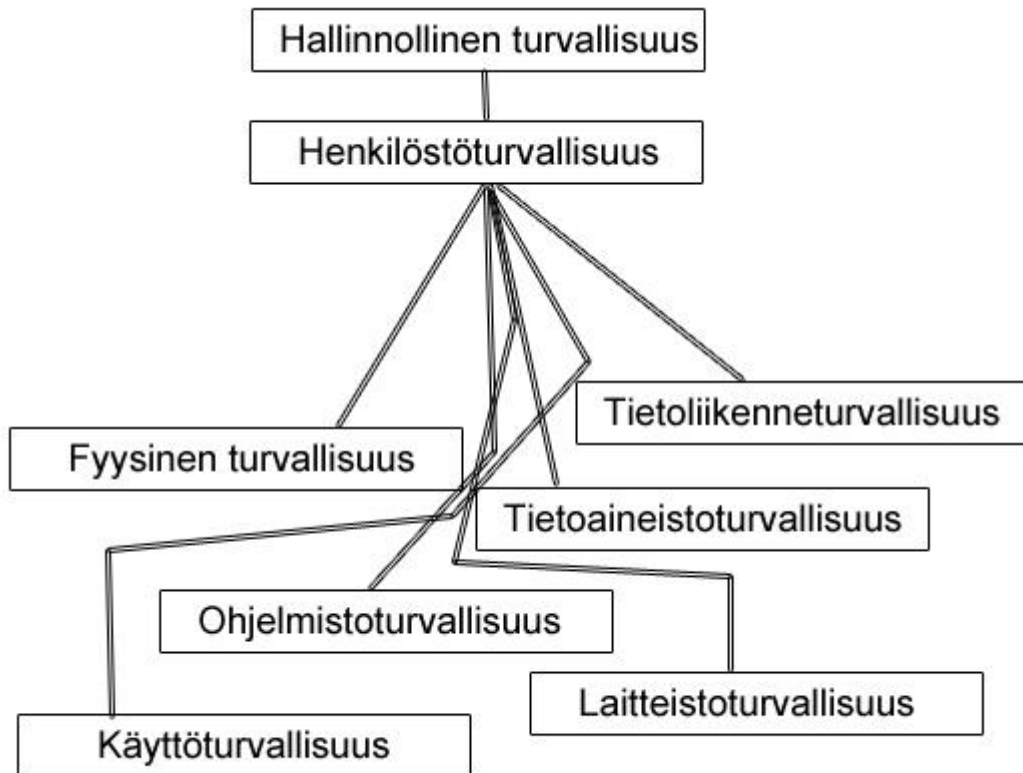 Hallinnollinen turvallisuus
Henkilöstöturvallisuus
Tietoliikenneturvallisuus
Fyysinen turvallisuus
Tietoaineistoturvallisuus
Ohjelmistoturvallisuus
Laitteistoturvallisuus
Käyttöturvallisuus